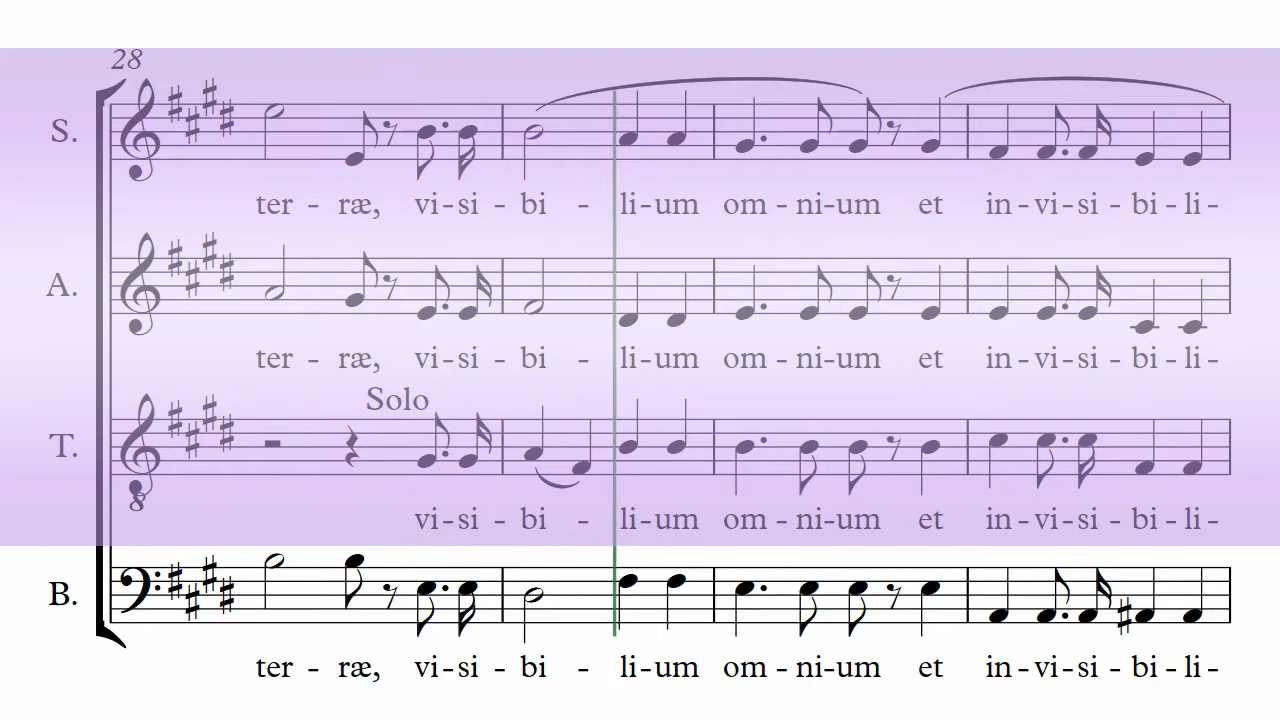 28
S.
ter - ræ, vi-si - bi - li-um om - ni-um et in-vi-si-bi-li-
A.
ter - ræ, vi-si - bi - li-um om - ni-um et in-vi-si-bi-li-
Solo
T.
8
vi-si - bi - li-um om - ni-um et in-vi-si-bi-li-
B.
ter - ræ, vi-si - bi - li-um om - ni-um et in-vi-si-bi-li-